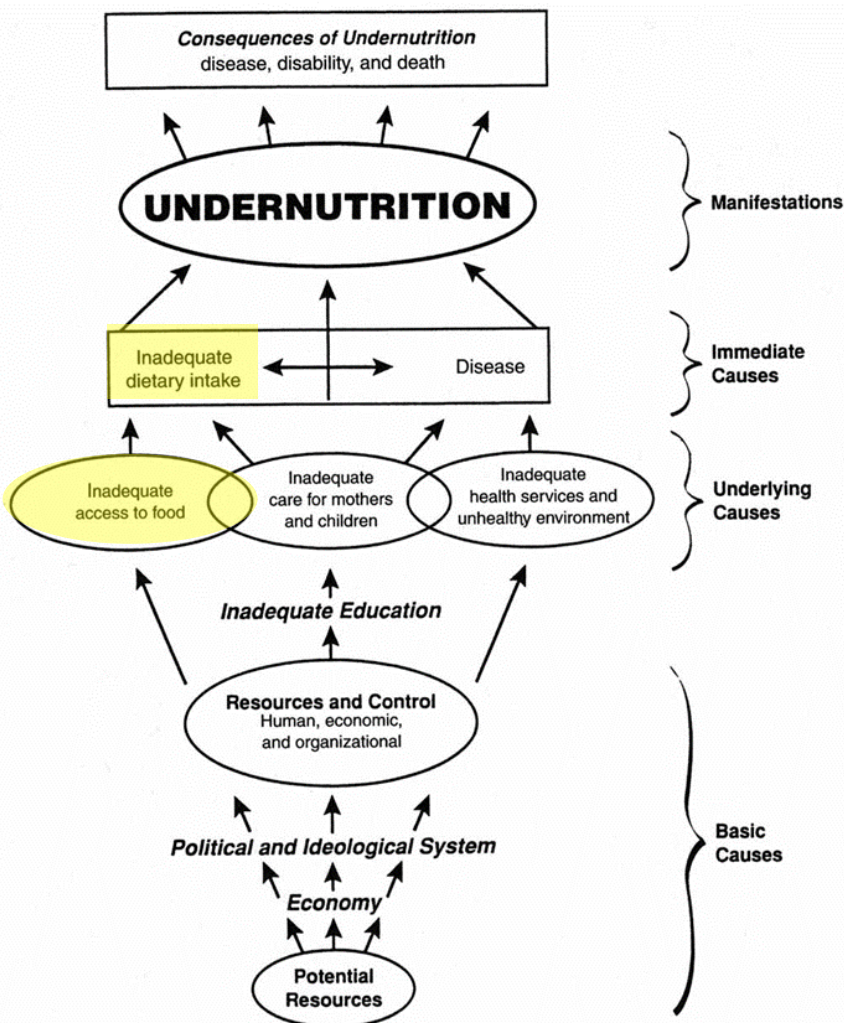 Consequences of Undernutrition
disease, disability, and death
UNDERNUTRITION
Manifestations
Inadequate
dietary intake
Disease
Immediate
Causes
Inadequate
access to food
Inadequate
care for mothers
and children
Inadequate
health services and
unhealthy environment
Underlying
Causes
Inadequate Education
Resources and Control
Human, economic,
and organizational
Political and Ideological System
Economy
Potential
Resources
Basic
Causes